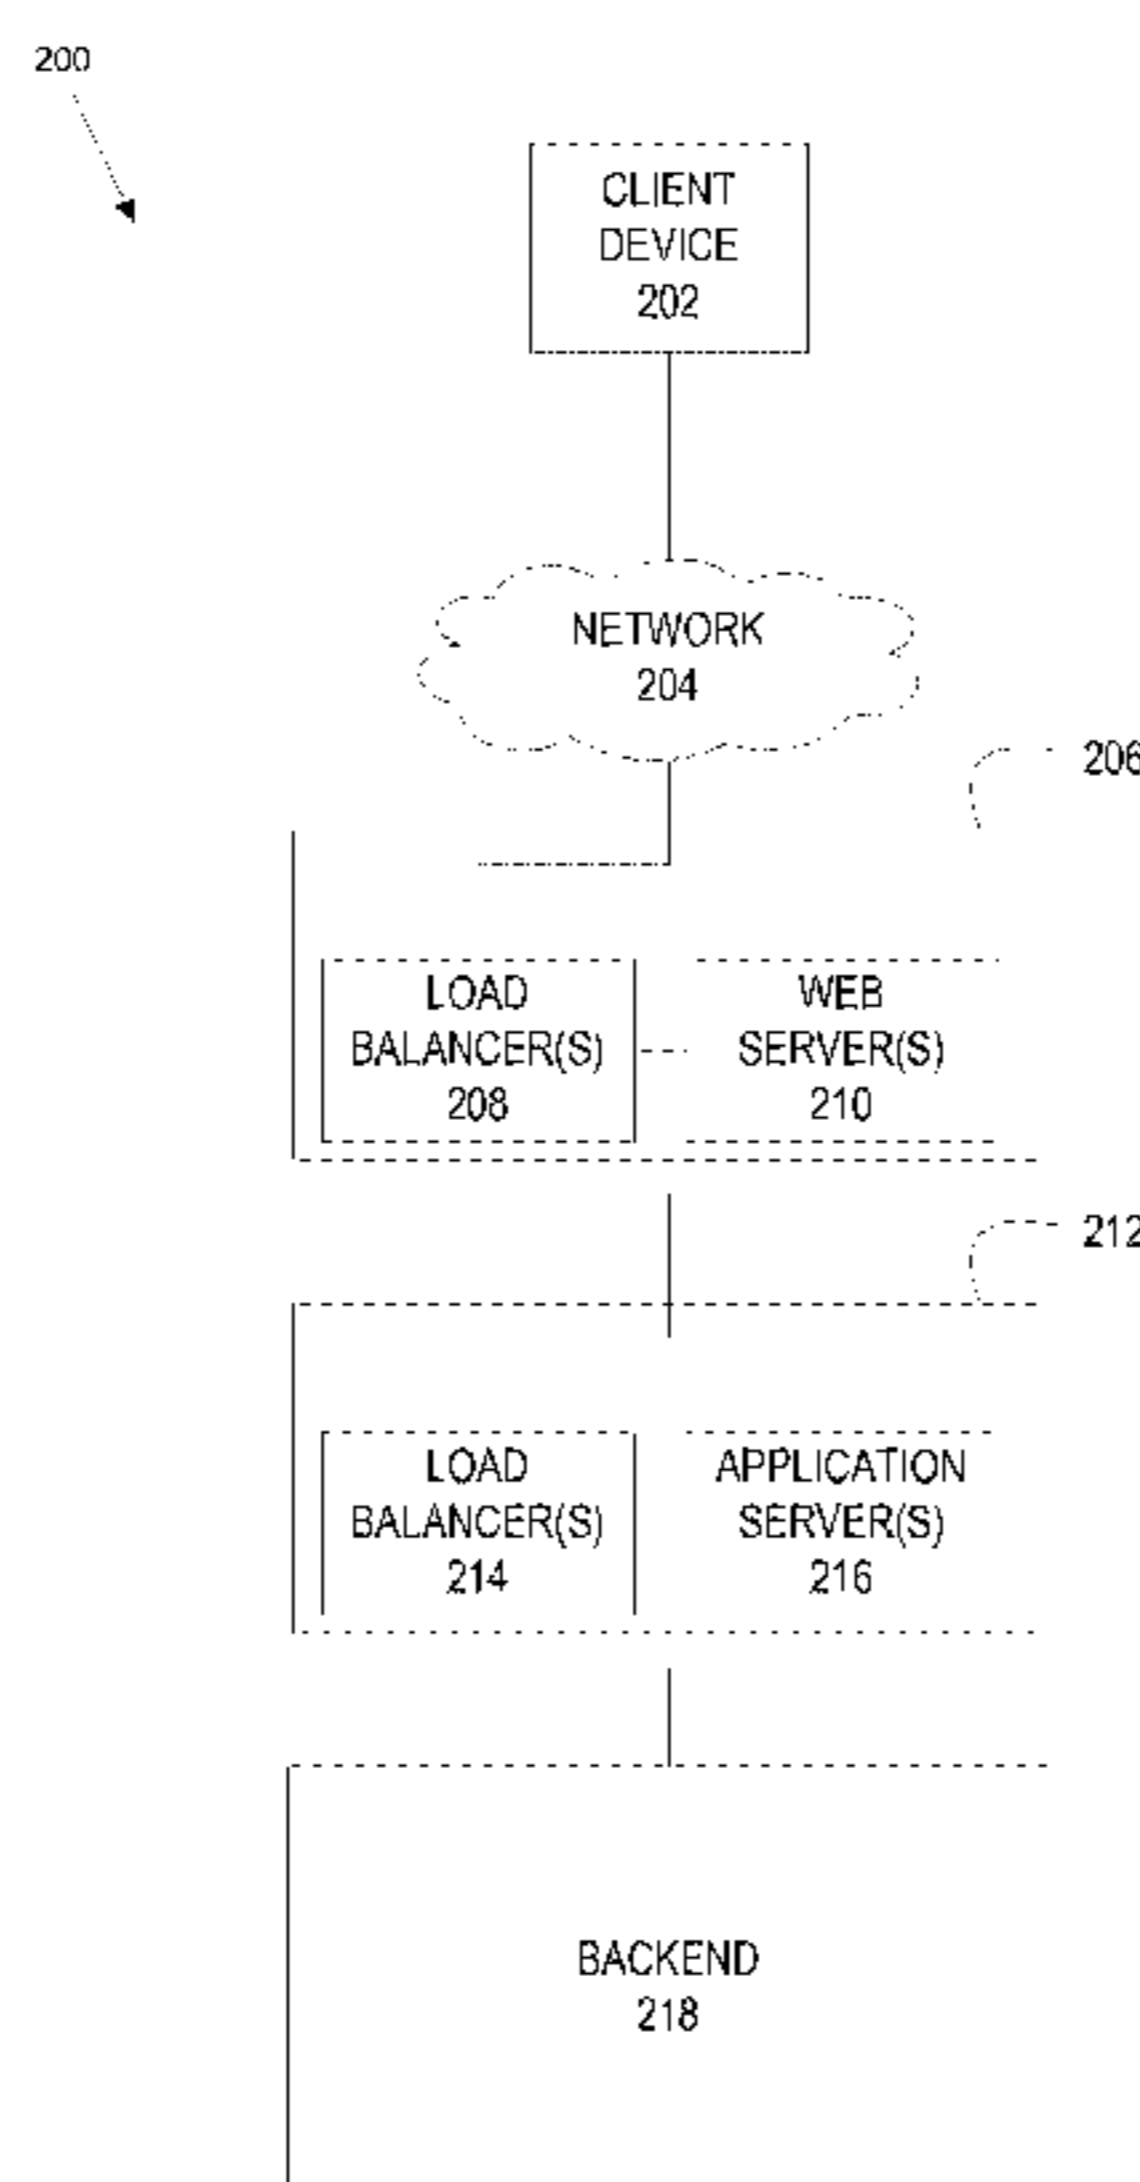 200
CLIENT
DEVICE
202
NETWORK
204
206
LOAD
BALANCER(S)
208
WEB
SERVER(S)
210
212
LOAD
BALANCER(S)
214
APPLICATION
SERVER(S)
216
BACKEND
218